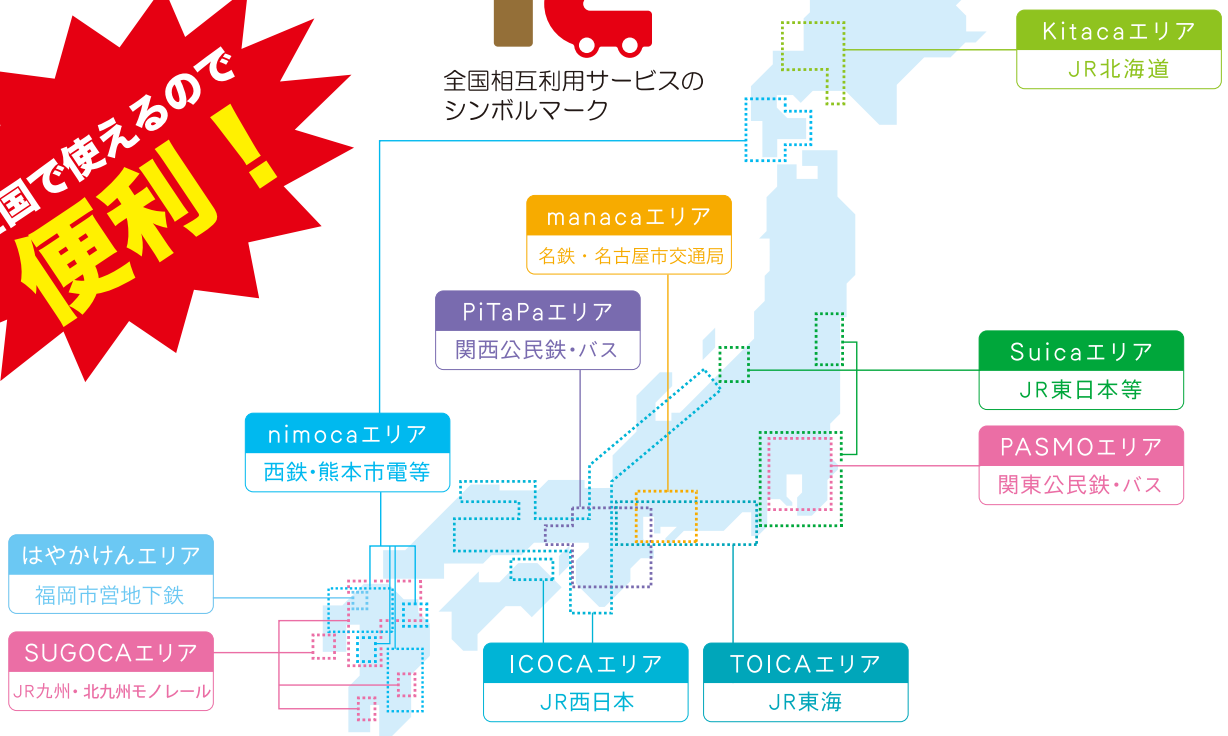 国で使えるので
便利！
全国相互利用サービスの
シンボルマーク
Kitacaエリア
JR北海道
manacaエリア
名鉄・名古屋市交通局
PiTaPaエリア
関西公民鉄・バス
Suicaエリア
JR東日本等
nimocaエリア
西鉄・熊本市電等
PASMOエリア
関東公民鉄・バス
はやかけんエリア
福岡市営地下鉄
SUGOCAエリア
JR九州・北九州モノレール
ICOCAエリア
JR西日本
TOICAエリア
JR東海